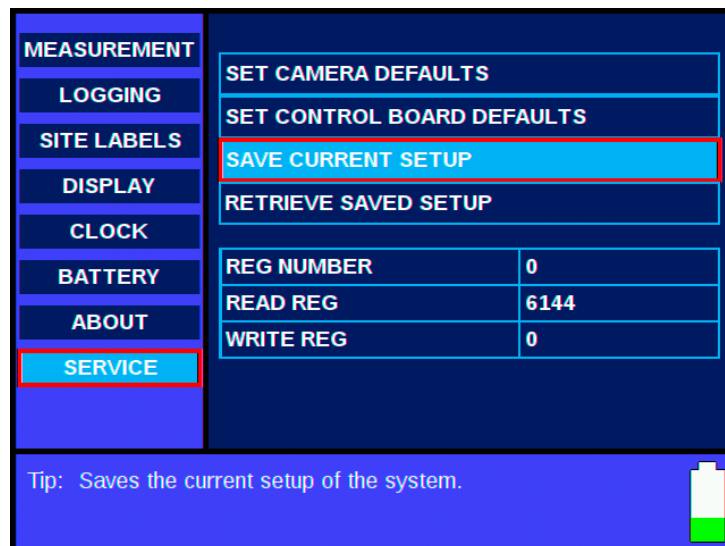 MEASUREMENT
LOGGING
SITE LABELS
DISPLAY
CLOCK
BATTERY
ABOUT
SERVICE
SET CAMERA DEFAULTS
SET CONTROL BOARD DEFAULTS
SAVE CURRENT SETUP
RETRIEVE SAVED SETUP
REG NUMBER 0
READ REG 6144
WRITE REG 0
Tip: Saves the current setup of the system.